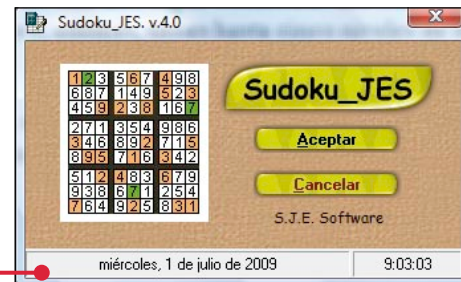 Sudoku_JES. v.4.0
123 567 498
687 149 523
459 238 167
271 354 986
346 892 715
895 716 342
512 483 679
938 671 254
764 925 831
Sudoku_JES
Aceptar
Cancelar
S.J.E. Software
miércoles, 1 de julio de 2009
9:03:03